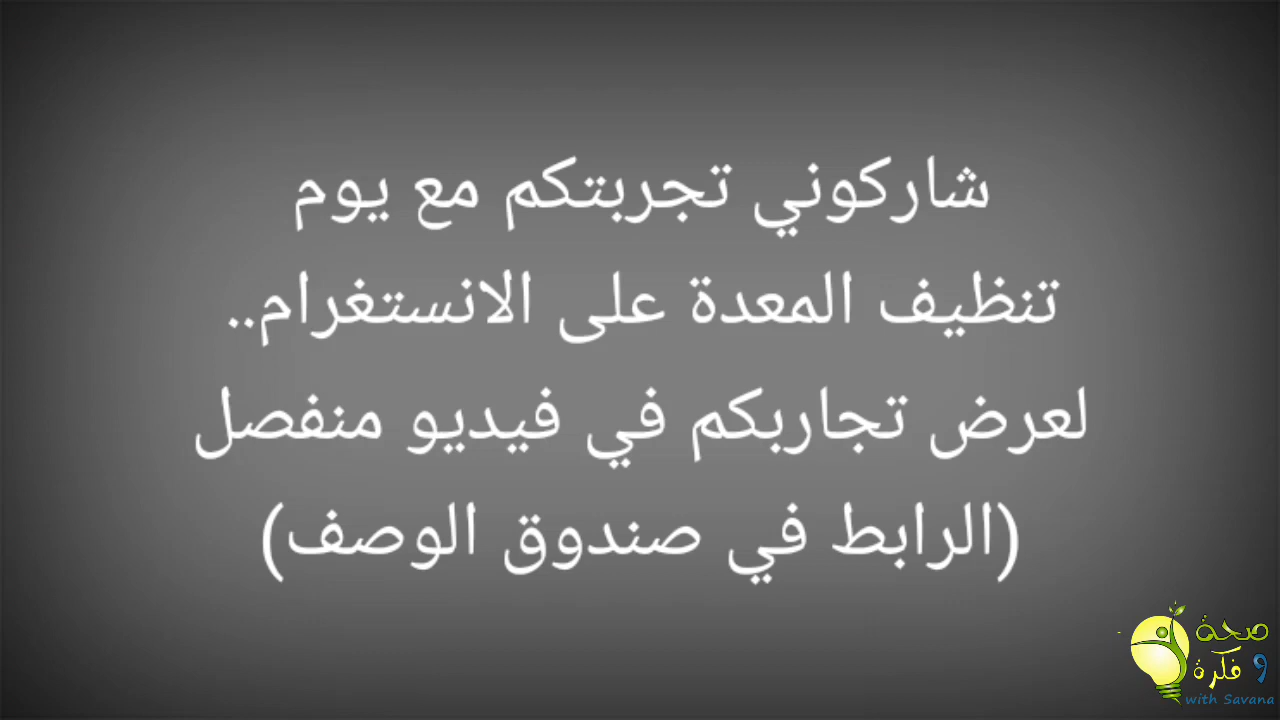 شاركوني تجربتكم مع يوم
تنظيف المعدة على الانستغرام..
لعرض تجاربكم في فيديو منفصل
(الرابط في صندوق الوصف)
صحة
و فكرة
with Savana